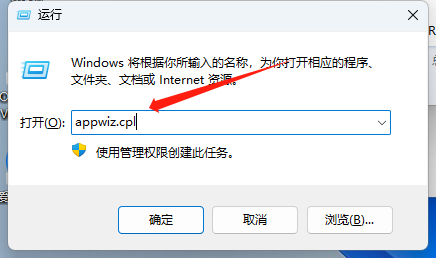 运行
Windows 将根据你所输入的名称，为你打开相应的程序、
文件夹、文档或 Internet 资源。
打开(O): appwiz.cpl
使用管理权限创建此任务。
确定 取消 浏览(B)...